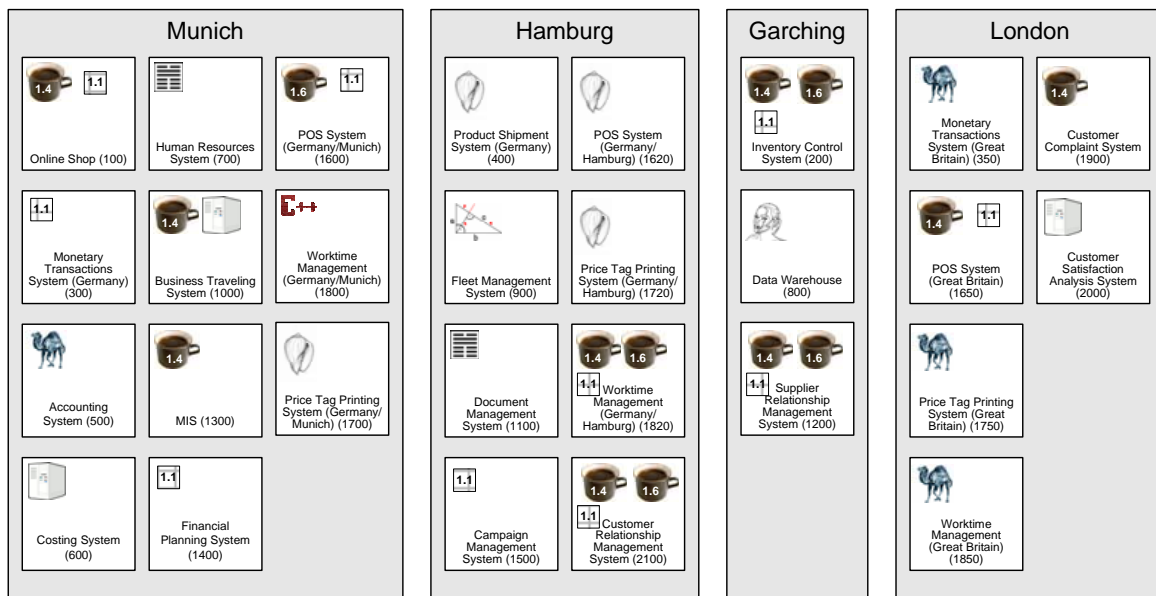 Munich
1.4
1.1
Online Shop (100)
Human Resources
System (700)
1.6
1.1
POS System
(Germany/Munich)
(1600)
1.1
Monetary
Transactions
System (Germany)
(300)
1.4
Business Traveling
System (1000)
C++
Worktime
Management
(Germany/Munich)
(1800)
Accounting
System (500)
1.4
MIS (1300)
Price Tag Printing
System (Germany/
Munich) (1700)
Costing System
(600)
1.1
Financial
Planning System
(1400)
Hamburg
Product Shipment
System (Germany)
(400)
POS System
(Germany/
Hamburg) (1620)
Fleet Management
System (900)
Price Tag Printing
System (Germany/
Hamburg) (1720)
Document
Management
System (1100)
1.4
1.6
1.1
Worktime
Management
(Germany/
Hamburg) (1820)
1.1
Campaign
Management
System (1500)
1.4
1.6
1.1
Customer
Relationship
Management
System (2100)
Garching
1.4
1.6
1.1
Inventory Control
System (200)
Data Warehouse
(800)
1.4
1.6
1.1
Supplier
Relationship
Management
System (1200)
London
Monetary
Transactions
System (Great
Britain) (350)
1.4
Customer
Complaint System
(1900)
1.4
1.1
POS System
(Great Britain)
(1650)
Customer
Satisfaction
Analysis System
(2000)
Price Tag Printing
System (Great
Britain) (1750)
Worktime
Management
(Great Britain)
(1850)